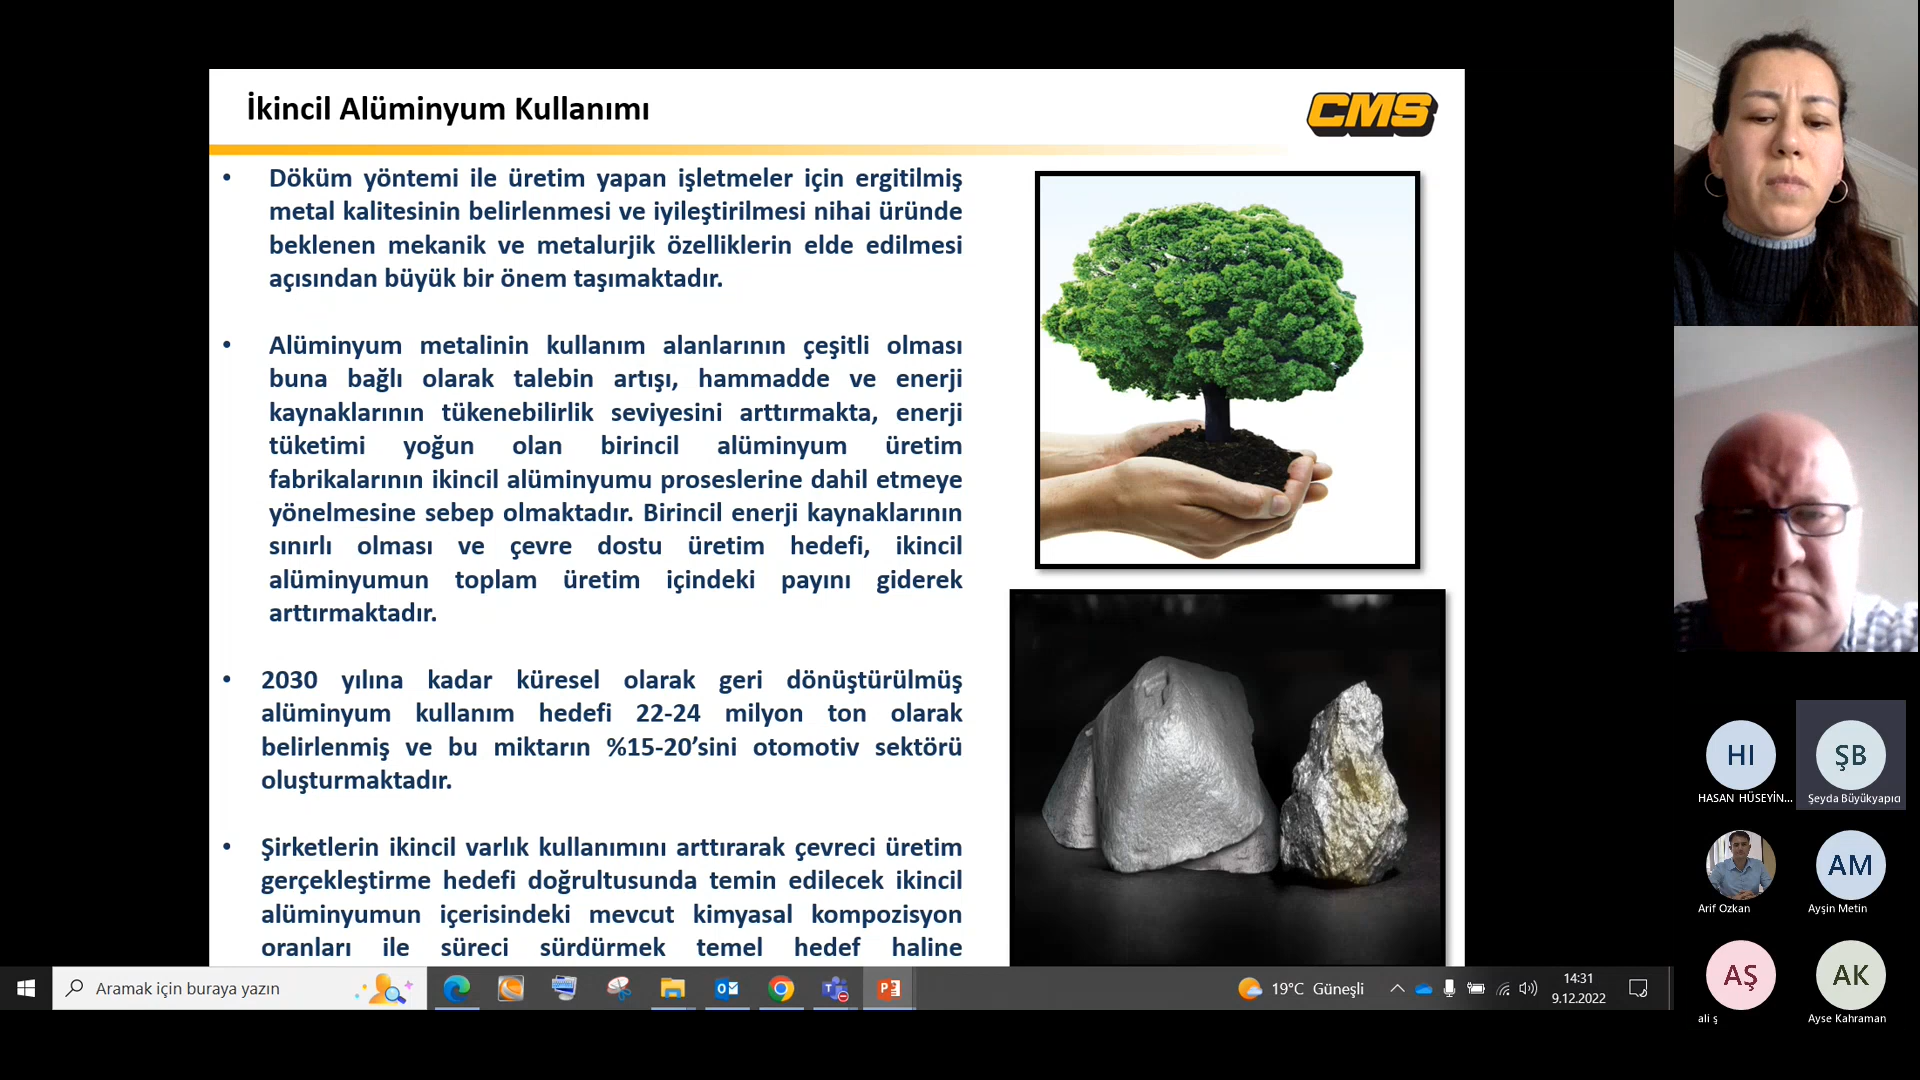 İkincil Alüminyum Kullanımı
CMS
• Döküm yöntemi ile üretim yapan işletmeler için ergitilmiş
metal kalitesinin belirlenmesi ve iyileştirilmesi nihai üründe
beklenen mekanik ve metalurjik özelliklerin elde edilmesi
açısından büyük bir önem taşımaktadır.
• Alüminyum metalinin kullanım alanlarının çeşitli olması
buna bağlı olarak talebin artışı, hammadde ve enerji
kaynaklarının tükenebilirlik seviyesini arttırmakta, enerji
tüketimi yoğun olan birincil alüminyum üretim
fabrikalarının ikincil alüminyumu proseslerine dahil etmeye
yönelmesine sebep olmaktadır. Birincil enerji kaynaklarının
sınırlı olması ve çevre dostu üretim hedefi, ikincil
alüminyumun toplam üretim içindeki payını giderek
arttırmaktadır.
• 2030 yılına kadar küresel olarak geri dönüştürülmüş
alüminyum kullanım hedefi 22-24 milyon ton olarak
belirlenmiş ve bu miktarın %15-20’sini otomotiv sektörü
oluşturmaktadır.
• Şirketlerin ikincil varlık kullanımını arttırarak çevreci üretim
gerçekleştirme hedefi doğrultusunda temin edilecek ikincil
alüminyumun içerisindeki mevcut kimyasal kompozisyon
oranları ile süreci sürdürmek temel hedef haline
Aramak için buraya yazın
19°C Güneşli
14:31
9.12.2022
HI
HASAN HÜSEYİN...
ŞB
Şeyda Büyükyapıcı
Arif Ozkan
AM
Ayşin Metin
AŞ
ali ş
AK
Ayse Kahraman